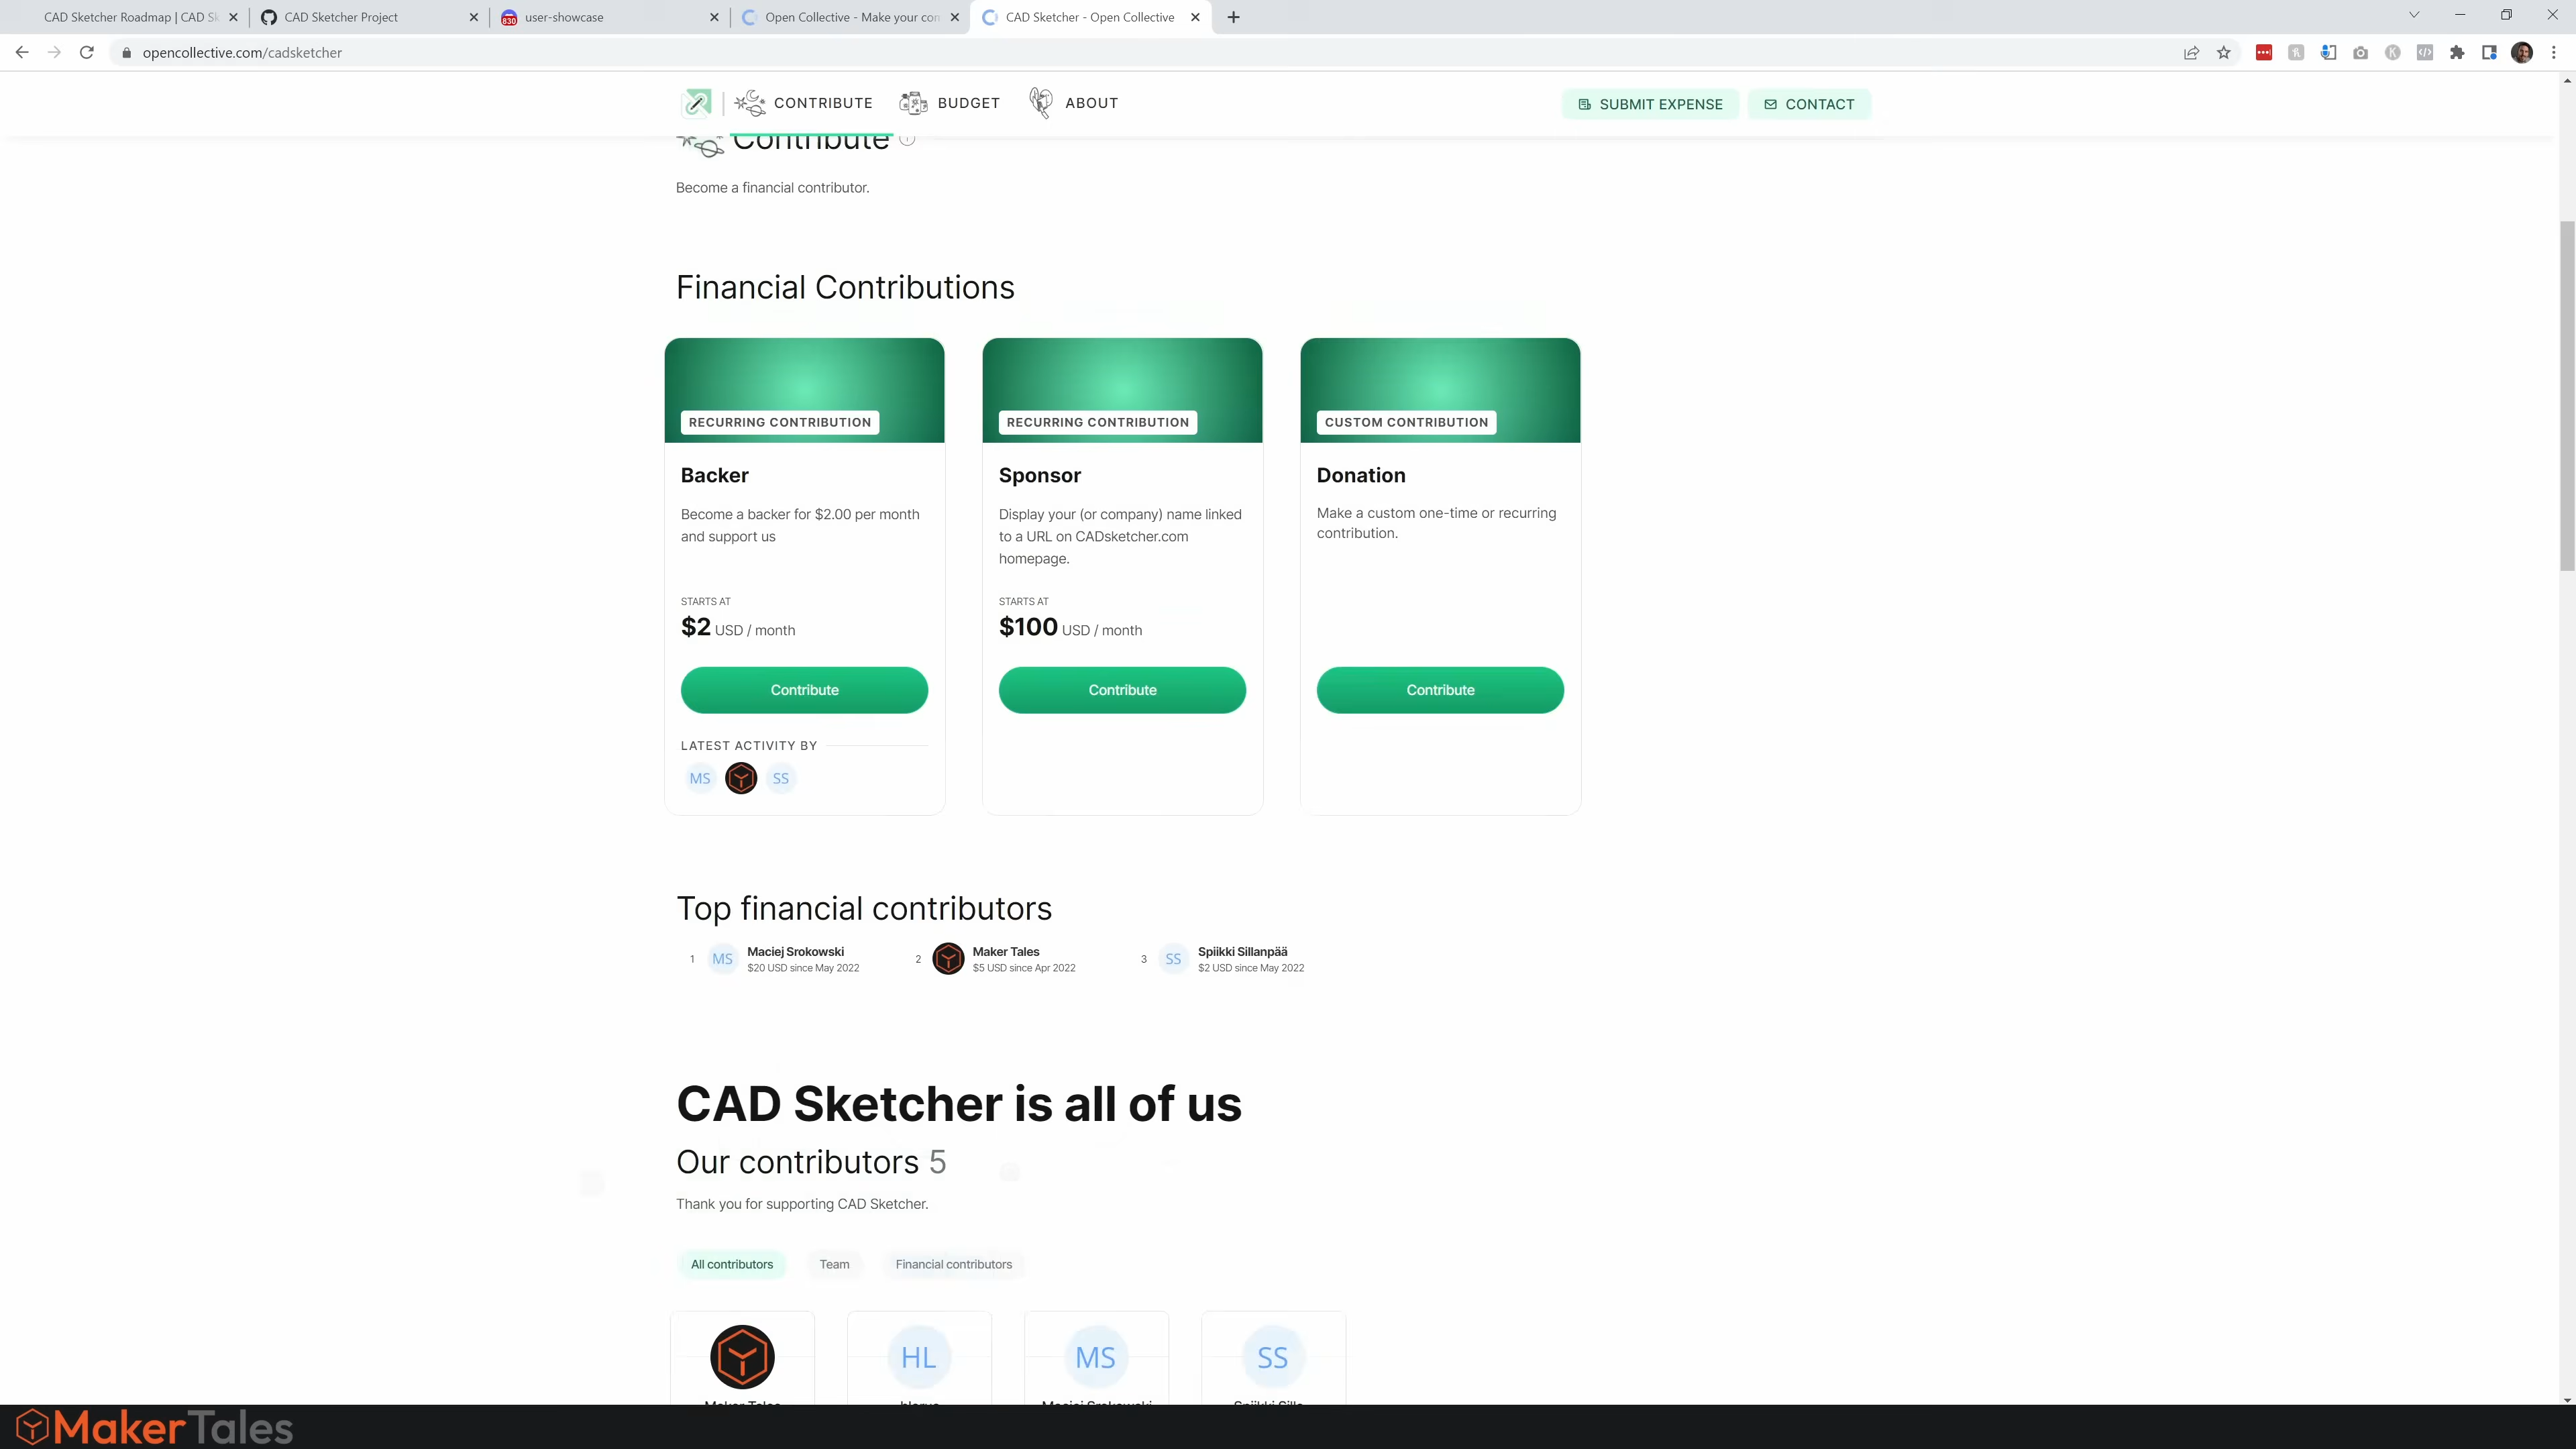 CAD Sketcher Roadmap | CAD Sk
CAD Sketcher Project
830
user-showcase
Open Collective - Make your com
CAD Sketcher - Open Collective
opencollective.com/cadsketcher
CONTRIBUTE
BUDGET
ABOUT
SUBMIT EXPENSE
CONTACT
Contribute
Become a financial contributor.
Financial Contributions
RECURRING CONTRIBUTION
Backer
Become a backer for $2.00 per month
and support us
STARTS AT
$2 USD / month
Contribute
LATEST ACTIVITY BY
MS
SS
RECURRING CONTRIBUTION
Sponsor
Display your (or company) name linked
to a URL on CADsketcher.com
homepage.
STARTS AT
$100 USD / month
Contribute
CUSTOM CONTRIBUTION
Donation
Make a custom one-time or recurring
contribution.
Contribute
Top financial contributors
1
MS
Maciej Srokowski
$20 USD since May 2022
2
Maker Tales
$5 USD since Apr 2022
3
SS
Spiikki Sillanpää
$2 USD since May 2022
CAD Sketcher is all of us
Our contributors 5
Thank you for supporting CAD Sketcher.
All contributors
Team
Financial contributors
HL
MS
SS
Maker Tales
Maciej Srokowski
MakerTales